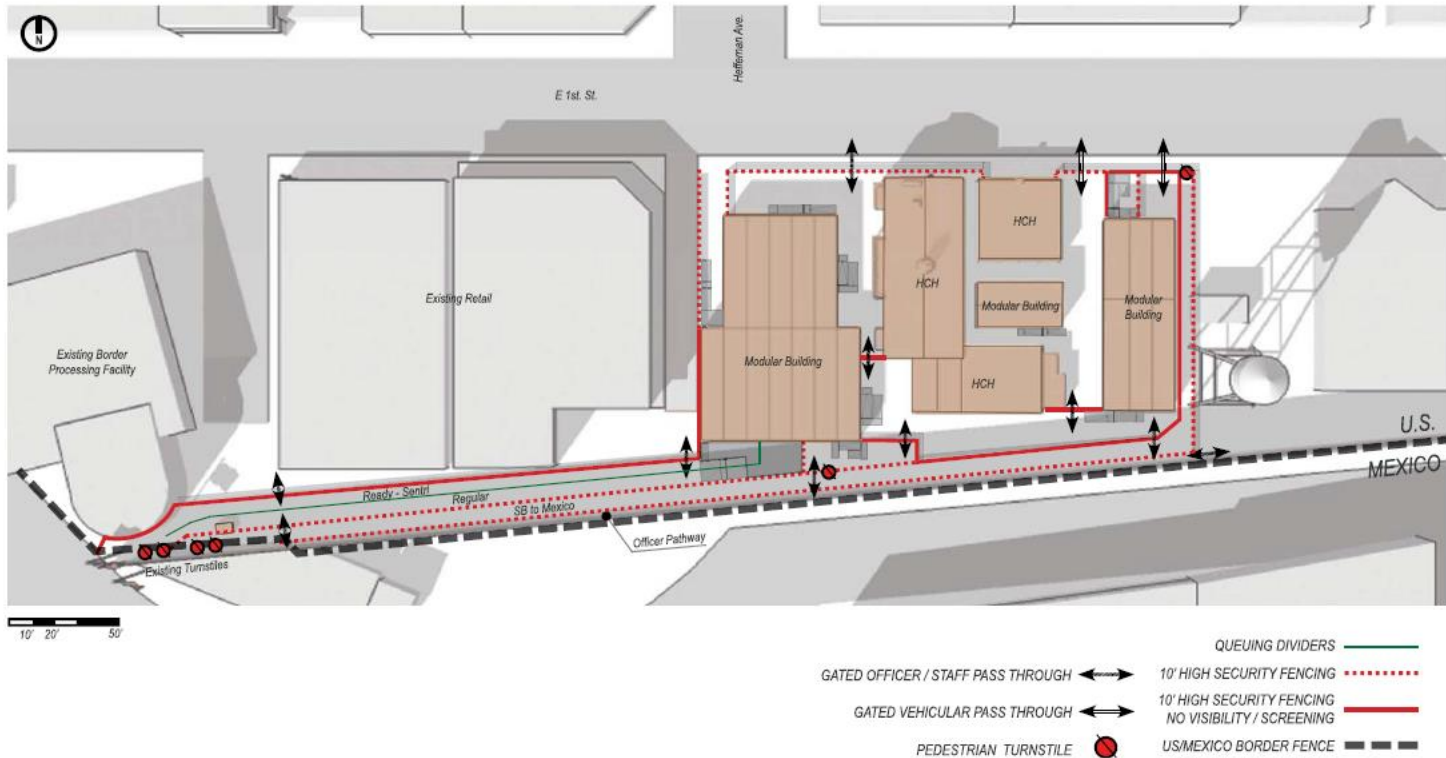 N
Heffernan Ave.
E 1st. St.
HCH
Existing Retail
HCH
Modular Building
Modular
Building
Existing Border
Processing Facility
Modular Building
HCH
U.S.
MEXICO
Ready - Sentri
Regular
SB to Mexico
Officer Pathway
Existing Turnstiles
10' 20' 50'
QUEUING DIVIDERS
GATED OFFICER / STAFF PASS THROUGH
10' HIGH SECURITY FENCING
GATED VEHICULAR PASS THROUGH
10' HIGH SECURITY FENCING
NO VISIBILITY / SCREENING
PEDESTRIAN TURNSTILE
US/MEXICO BORDER FENCE